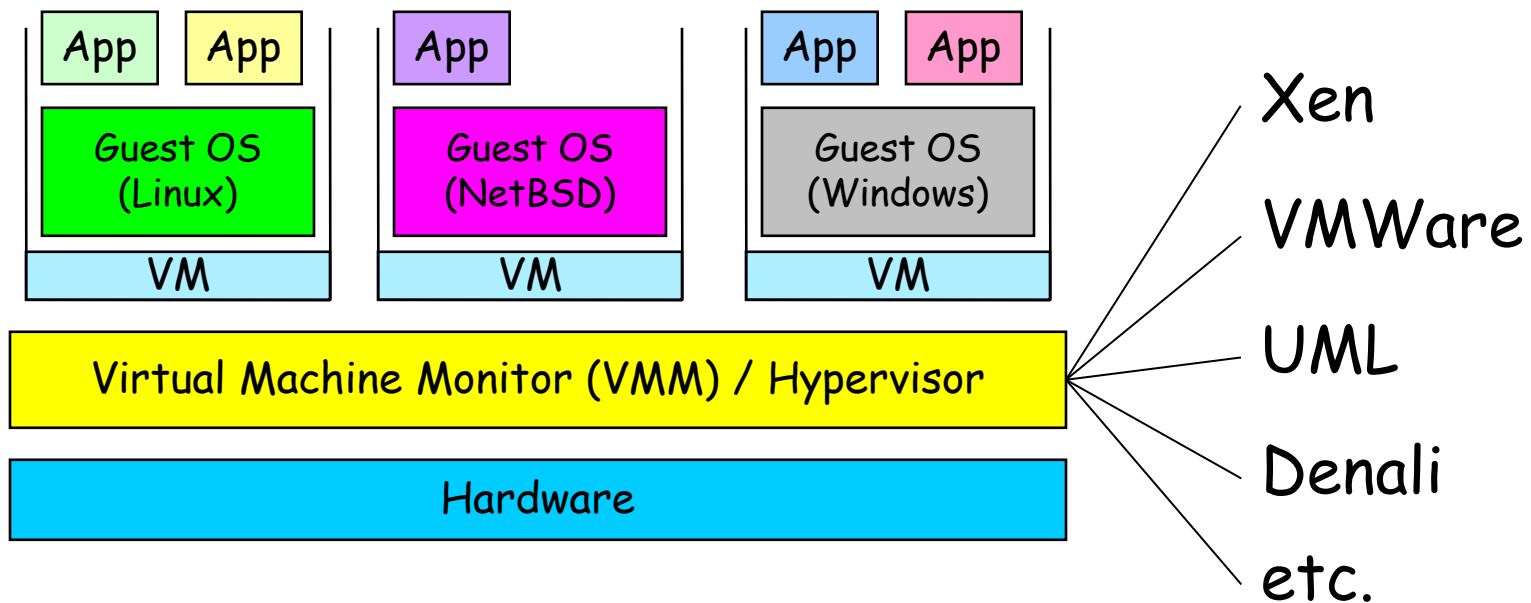 App
App
App
App
App
Guest OS
(Linux)
Guest OS
(NetBSD)
Guest OS
(Windows)
VM
VM
VM
Virtual Machine Monitor (VMM) / Hypervisor
Hardware
Xen
VMWare
UML
Denali
etc.